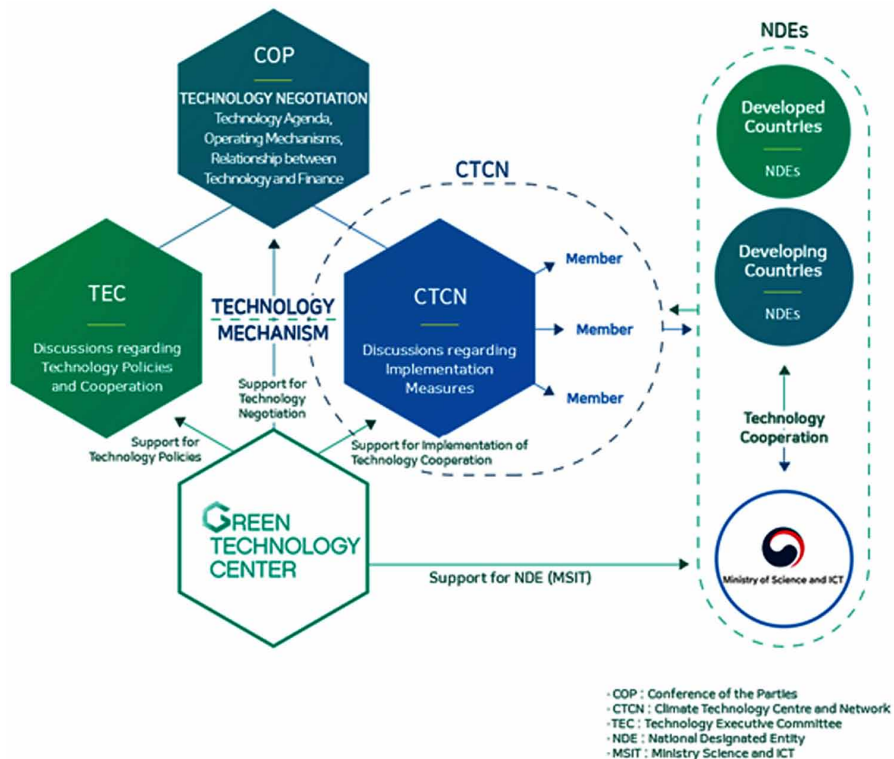 COP
TECHNOLOGY NEGOTIATION
Technology Agenda,
Operating Mechanisms,
Relationship between
Technology and Finance
NDEs
Developed
Countries
NDEs
Developing
Countries
NDEs
Technology
Cooperation
Ministry of Science and ICT
CTCN
TEC
Discussions regarding
Technology Policies
and Cooperation
TECHNOLOGY
MECHANISM
CTCN
Discussions regarding
Implementation
Measures
Member
Member
Member
Support for
Technology
Negotiation
Support for
Technology Policies
Support for Implementation of
Technology Cooperation
GREEN
TECHNOLOGY
CENTER
Support for NDE (MSIT)
· COP : Conference of the Parties
· CTCN : Climate Technology Centre and Network
· TEC : Technology Executive Committee
· NDE : National Designated Entity
· MSIT : Ministry Science and ICT